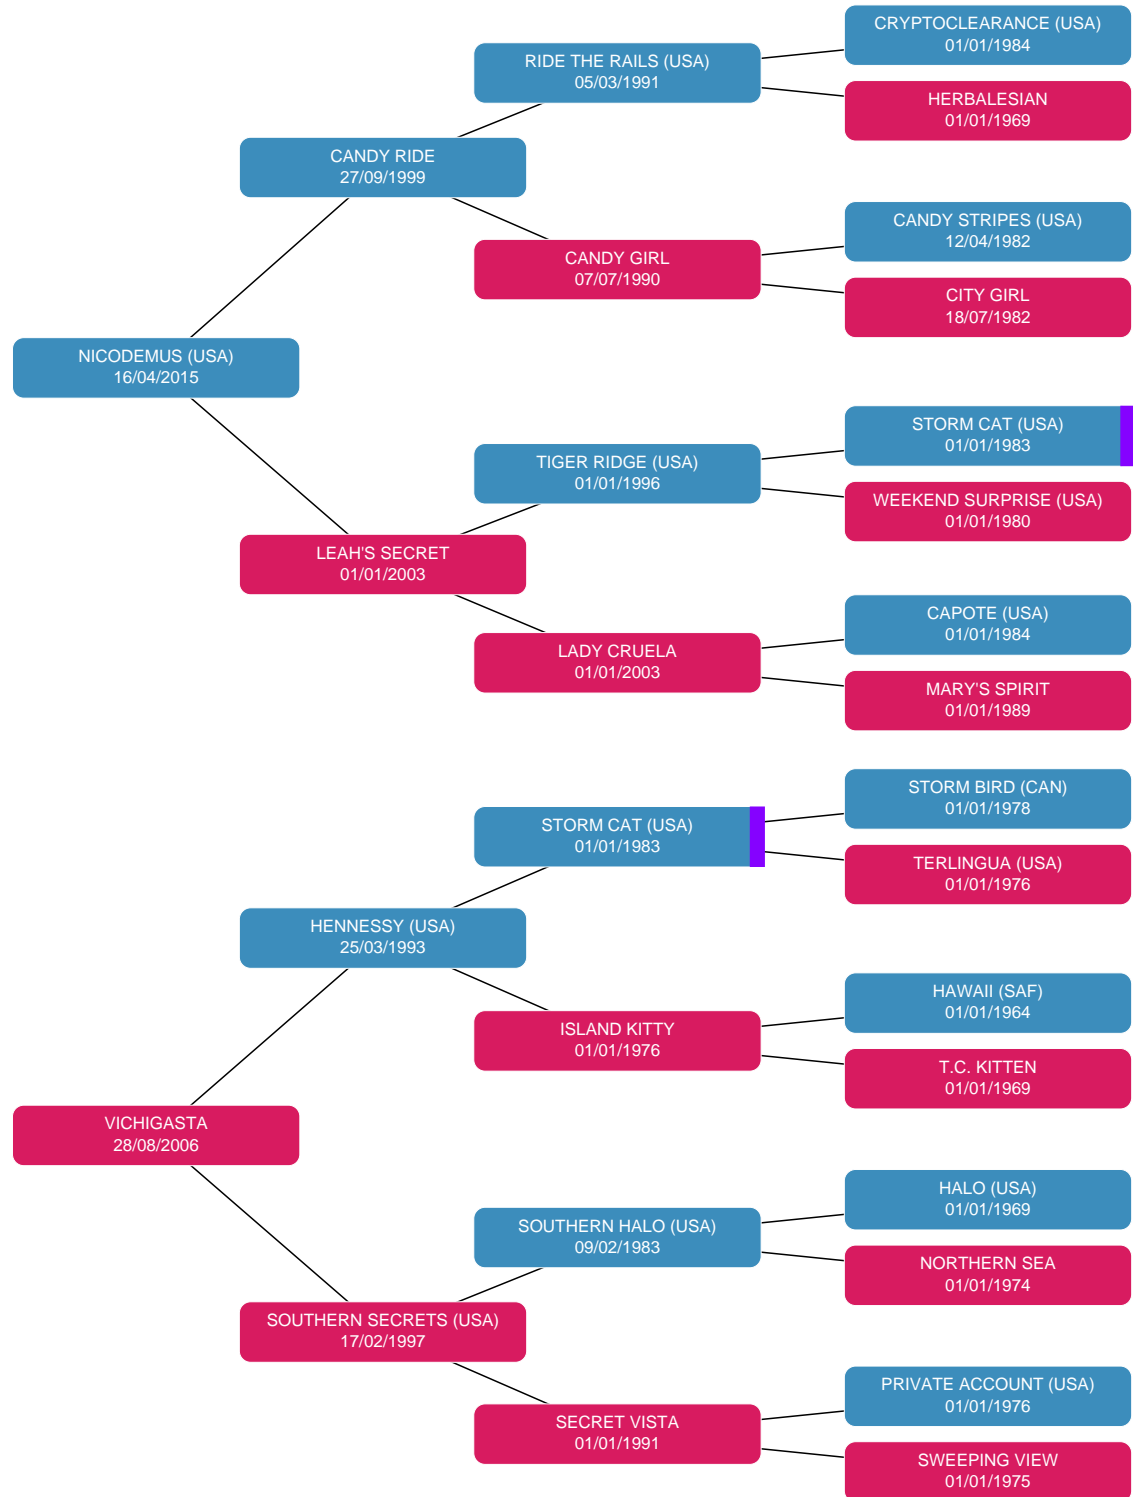 CRYPTOCLEARANCE (USA)
01/01/1984
RIDE THE RAILS (USA)
05/03/1991
HERBALESIAN
01/01/1969
CANDY RIDE
27/09/1999
CANDY STRIPES (USA)
12/04/1982
CANDY GIRL
07/07/1990
CITY GIRL
18/07/1982
NICODEMUS (USA)
16/04/2015
STORM CAT (USA)
01/01/1983
TIGER RIDGE (USA)
01/01/1996
WEEKEND SURPRISE (USA)
01/01/1980
LEAH'S SECRET
01/01/2003
CAPOTE (USA)
01/01/1984
LADY CRUELA
01/01/2003
MARY'S SPIRIT
01/01/1989
STORM BIRD (CAN)
01/01/1978
STORM CAT (USA)
01/01/1983
TERLINGUA (USA)
01/01/1976
HENNESSY (USA)
25/03/1993
HAWAII (SAF)
01/01/1964
ISLAND KITTY
01/01/1976
T.C. KITTEN
01/01/1969
VICHIGASTA
28/08/2006
HALO (USA)
01/01/1969
SOUTHERN HALO (USA)
09/02/1983
NORTHERN SEA
01/01/1974
SOUTHERN SECRETS (USA)
17/02/1997
PRIVATE ACCOUNT (USA)
01/01/1976
SECRET VISTA
01/01/1991
SWEEPING VIEW
01/01/1975